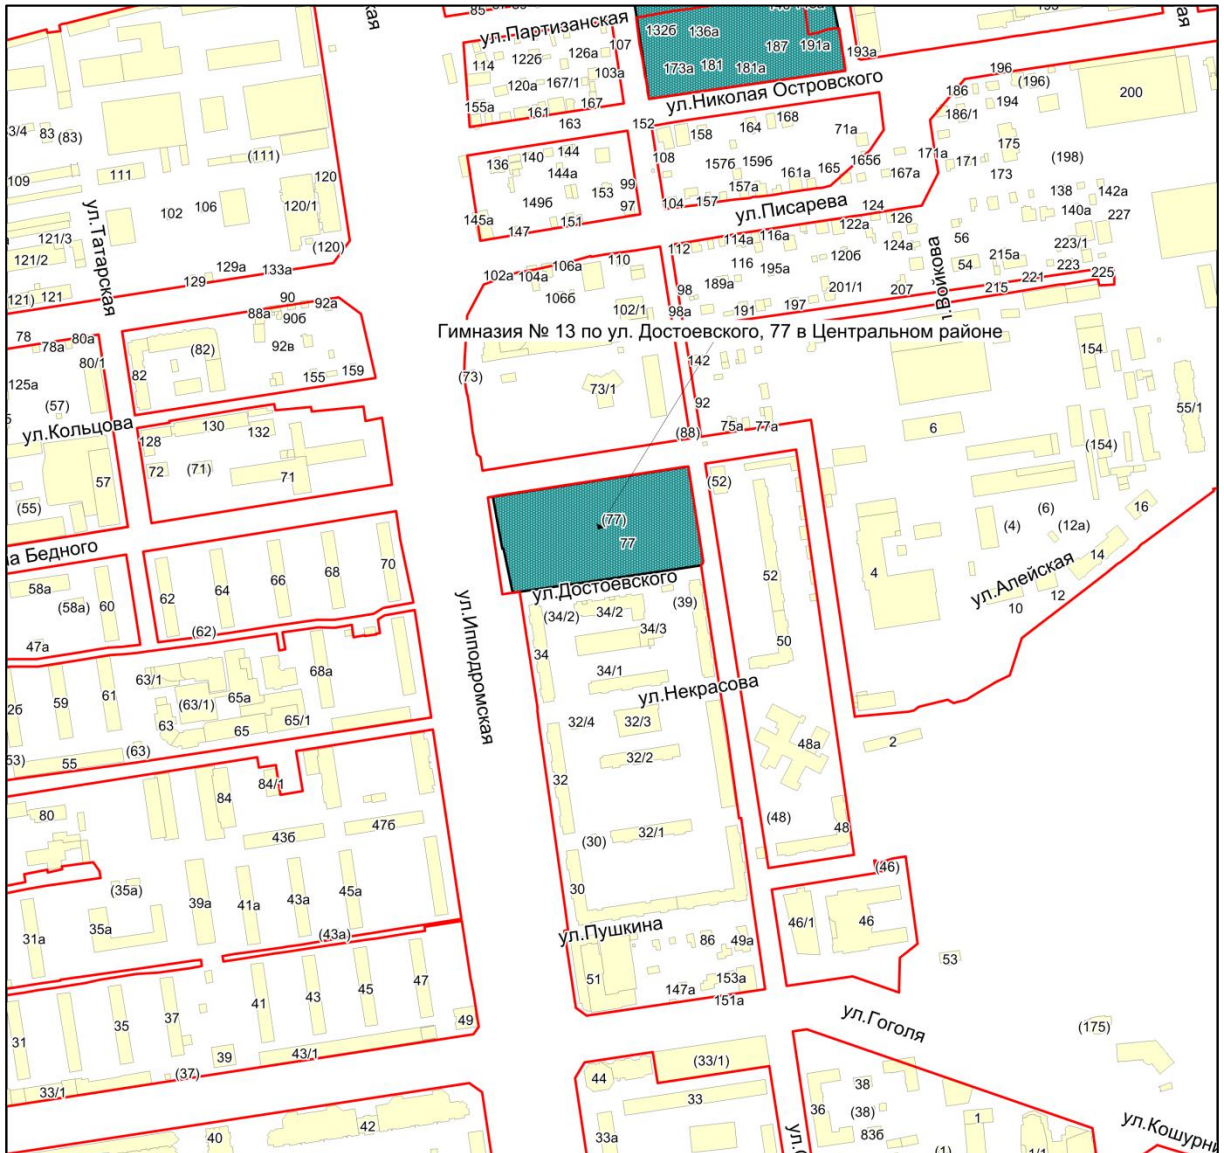 ул.Партизанская
85
114
122б
126а
107
120а
167/1
103а
155а
161
167
163
132б
136а
187
191а
173а
181
181а
193а
ул.Николая Островского
196
(196)
186
194
200
186/1
3/4
83
(83)
(111)
109
111
102
106
120
120/1
(120)
136
140
144
144а
149б
153
99
97
145а
147
151
152
158
164
168
71а
108
157б
159б
165б
161а
165
157а
104
157
167а
171а
171
175
173
(198)
138
142а
140а
227
ул.Писарева
124
121/3
121/2
121)
121
ул.Татарская
129а
133а
129
112
114а
116а
122а
126
116
195а
120б
124а
56
54
215а
223/1
223
221
225
215
98
189а
201/1
207
98а
191
197
102а
104а
106а
110
106б
102/1
90
92а
88а
90б
92в
(82)
82
155
159
78
78а
80а
80/1
125а
(57)
Гимназия № 13 по ул. Достоевского, 77 в Центральном районе
(73)
73/1
142
92
(88)
75а
77а
154
(154)
55/1
6
ул.Кольцова
128
130
132
72
(71)
71
57
(55)
(77)
77
(52)
52
50
4
(4)
(6)
(12а)
16
14
12
10
ул.Алейская
а Бедного
58а
(58а)
60
47а
62
64
66
68
70
(62)
ул.Достоевского
ул.Ипподромская
(34/2)
34/2
(39)
34/3
34
34/1
ул.Некрасова
32/4
32/3
32/2
32
32/1
(30)
30
48а
(48)
48
2
63/1
(63/1)
65а
68а
59
61
63
65
65/1
(63)
53)
55
84
84/1
80
43б
47б
(35а)
39а
41а
43а
45а
31а
35а
(43а)
ул.Пушкина
86
49а
51
147а
153а
151а
(46)
46/1
46
53
31
35
37
41
43
45
47
49
39
43/1
(37)
33/1
ул.Гоголя
(175)
44
(33/1)
33
33а
36
38
(38)
83б
1
(1)
1/1
40
42
ул.Кошурни